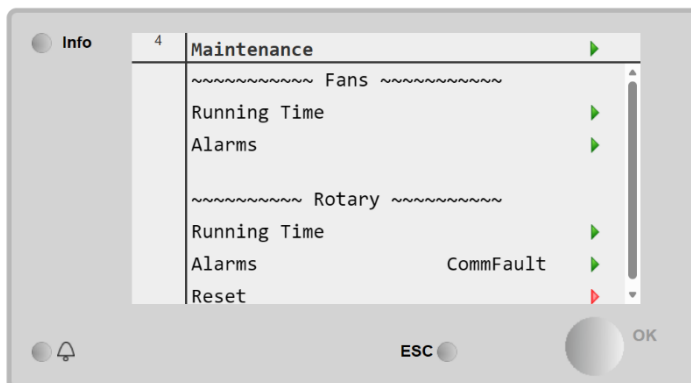 Info
4
Maintenance
~~~~~~~~~~~ Fans ~~~~~~~~~~~
Running Time
Alarms
~~~~~~~~~~ Rotary ~~~~~~~~~~
Running Time
Alarms CommFault
Reset
ESC
OK